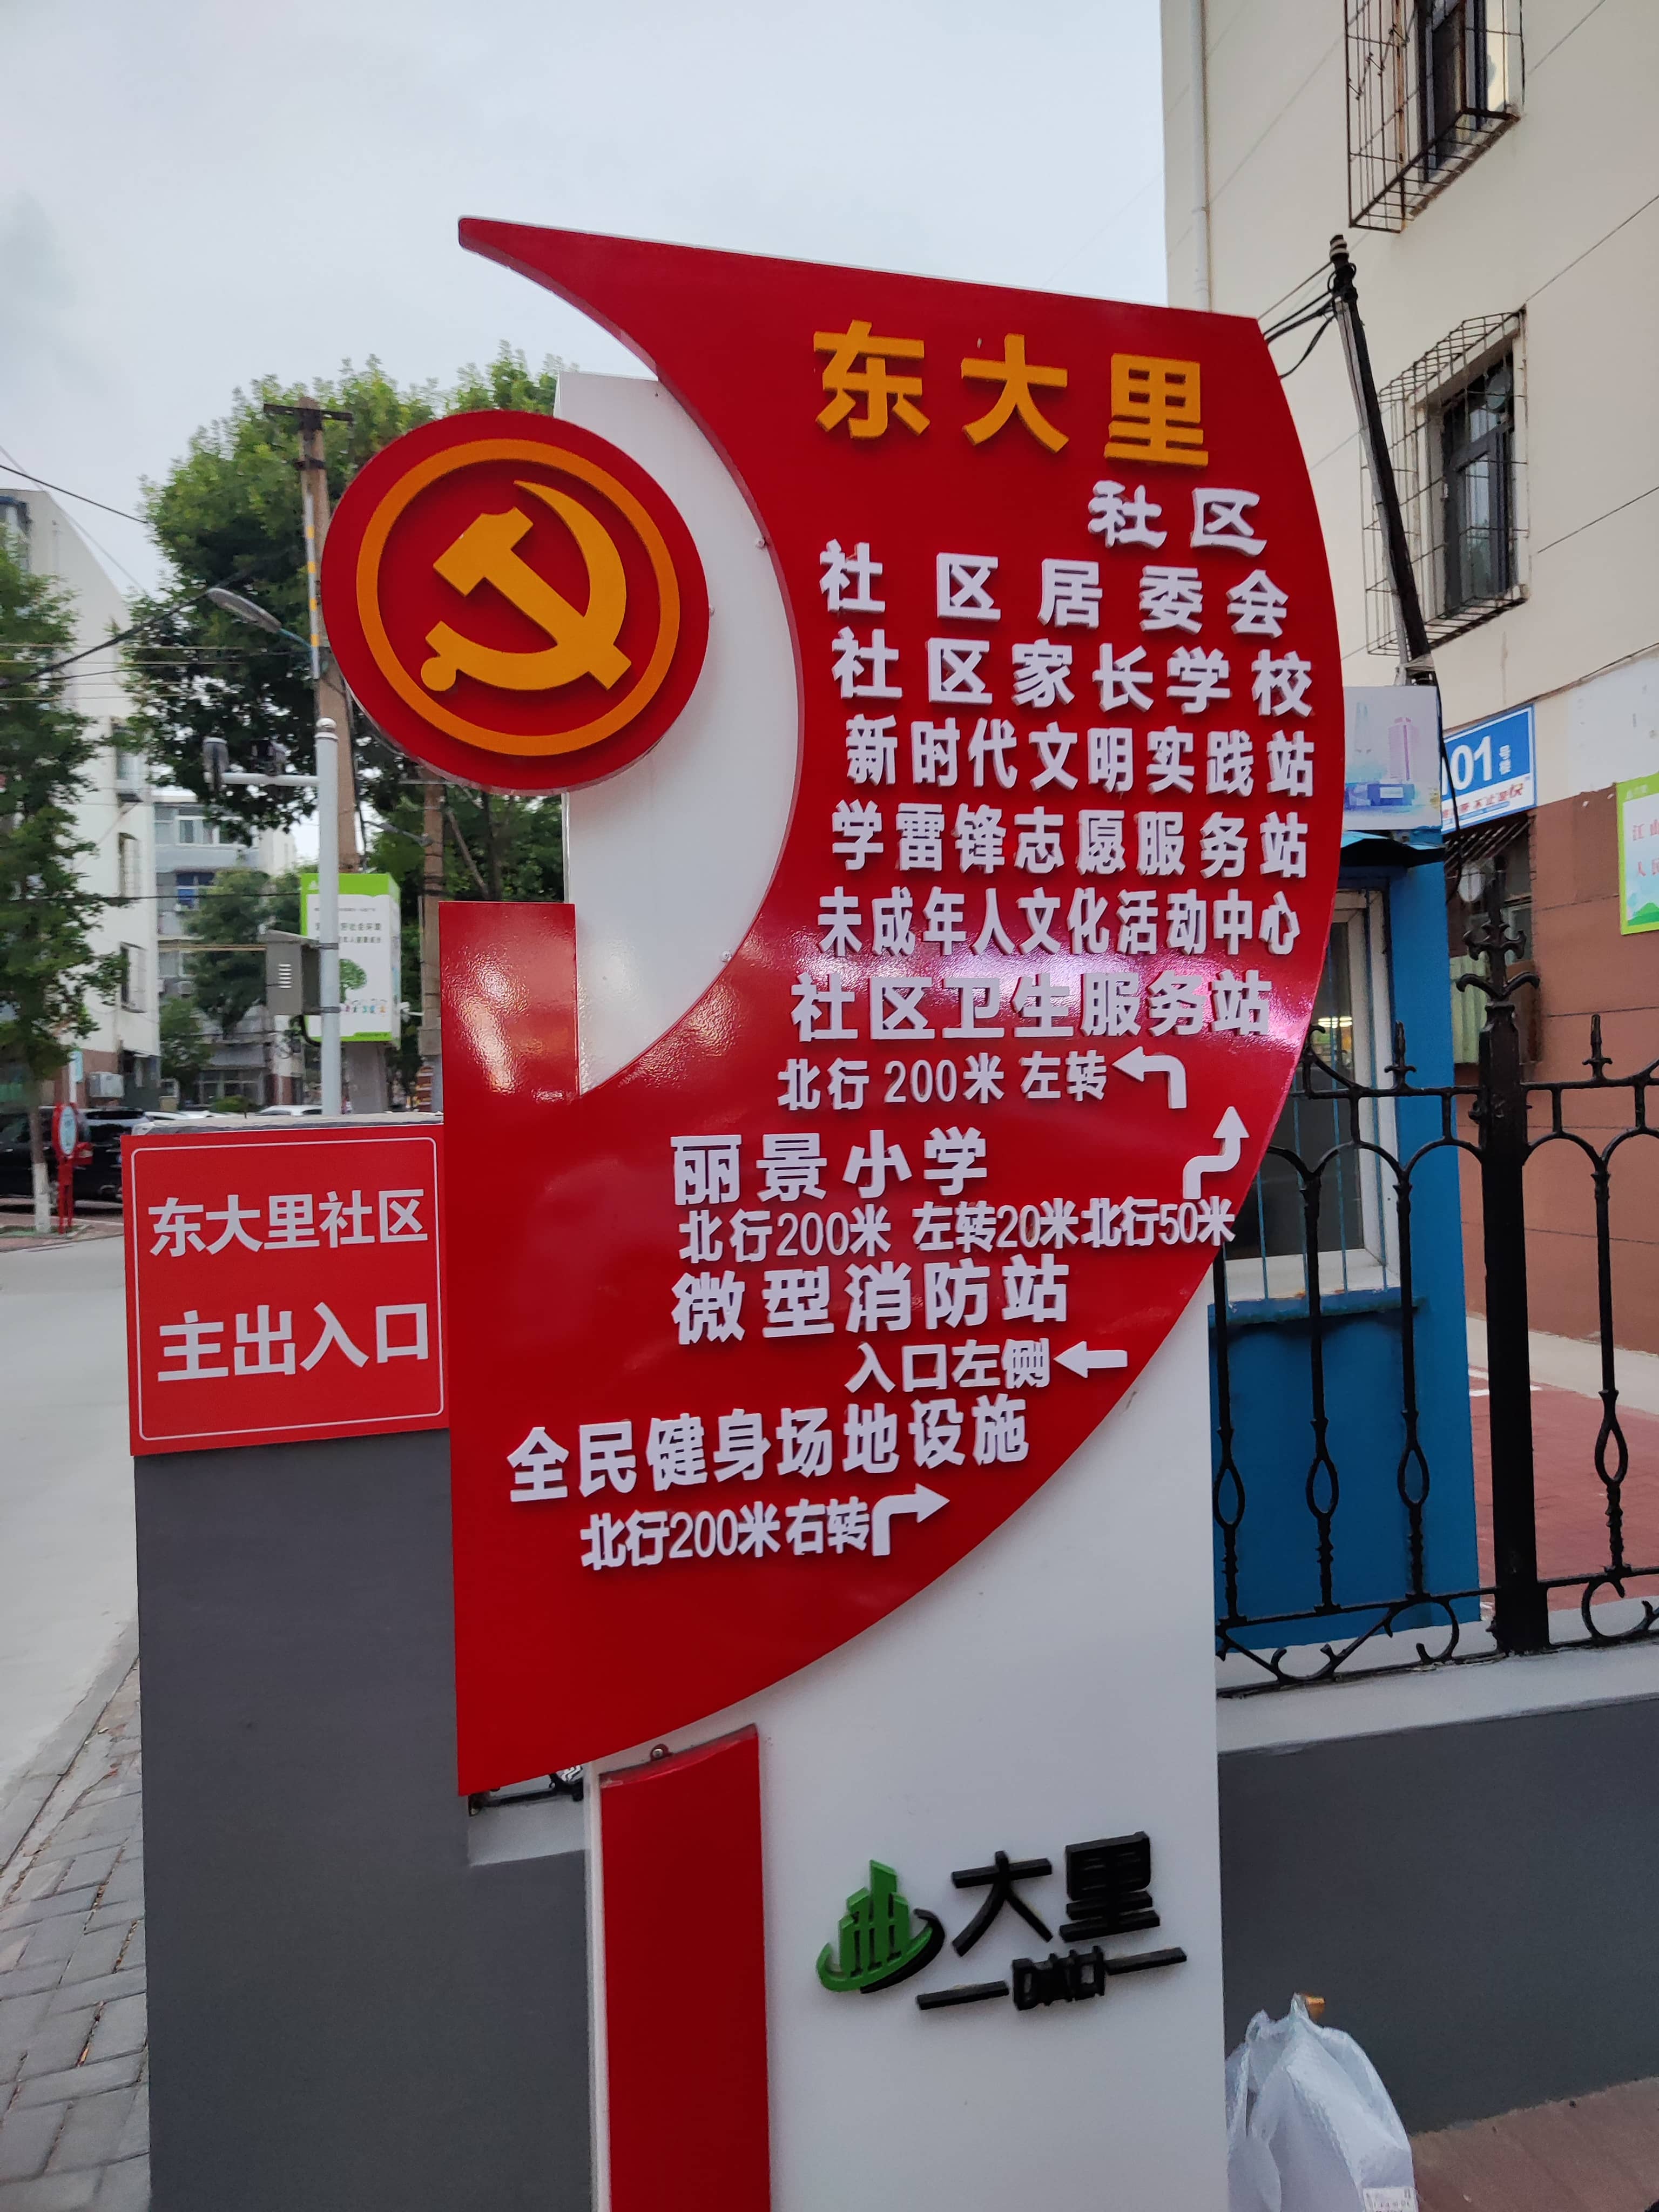 东大里
社区
社区居委会
社区家长学校
新时代文明实践站
学雷锋志愿服务站
未成年人文化活动中心
社区卫生服务站
北行200米 左转
丽景小学
北行200米 左转20米北行50米
微型消防站
入口左侧
全民健身场地设施
北行200米右转
东大里社区
主出入口
大里
DALI
01号楼